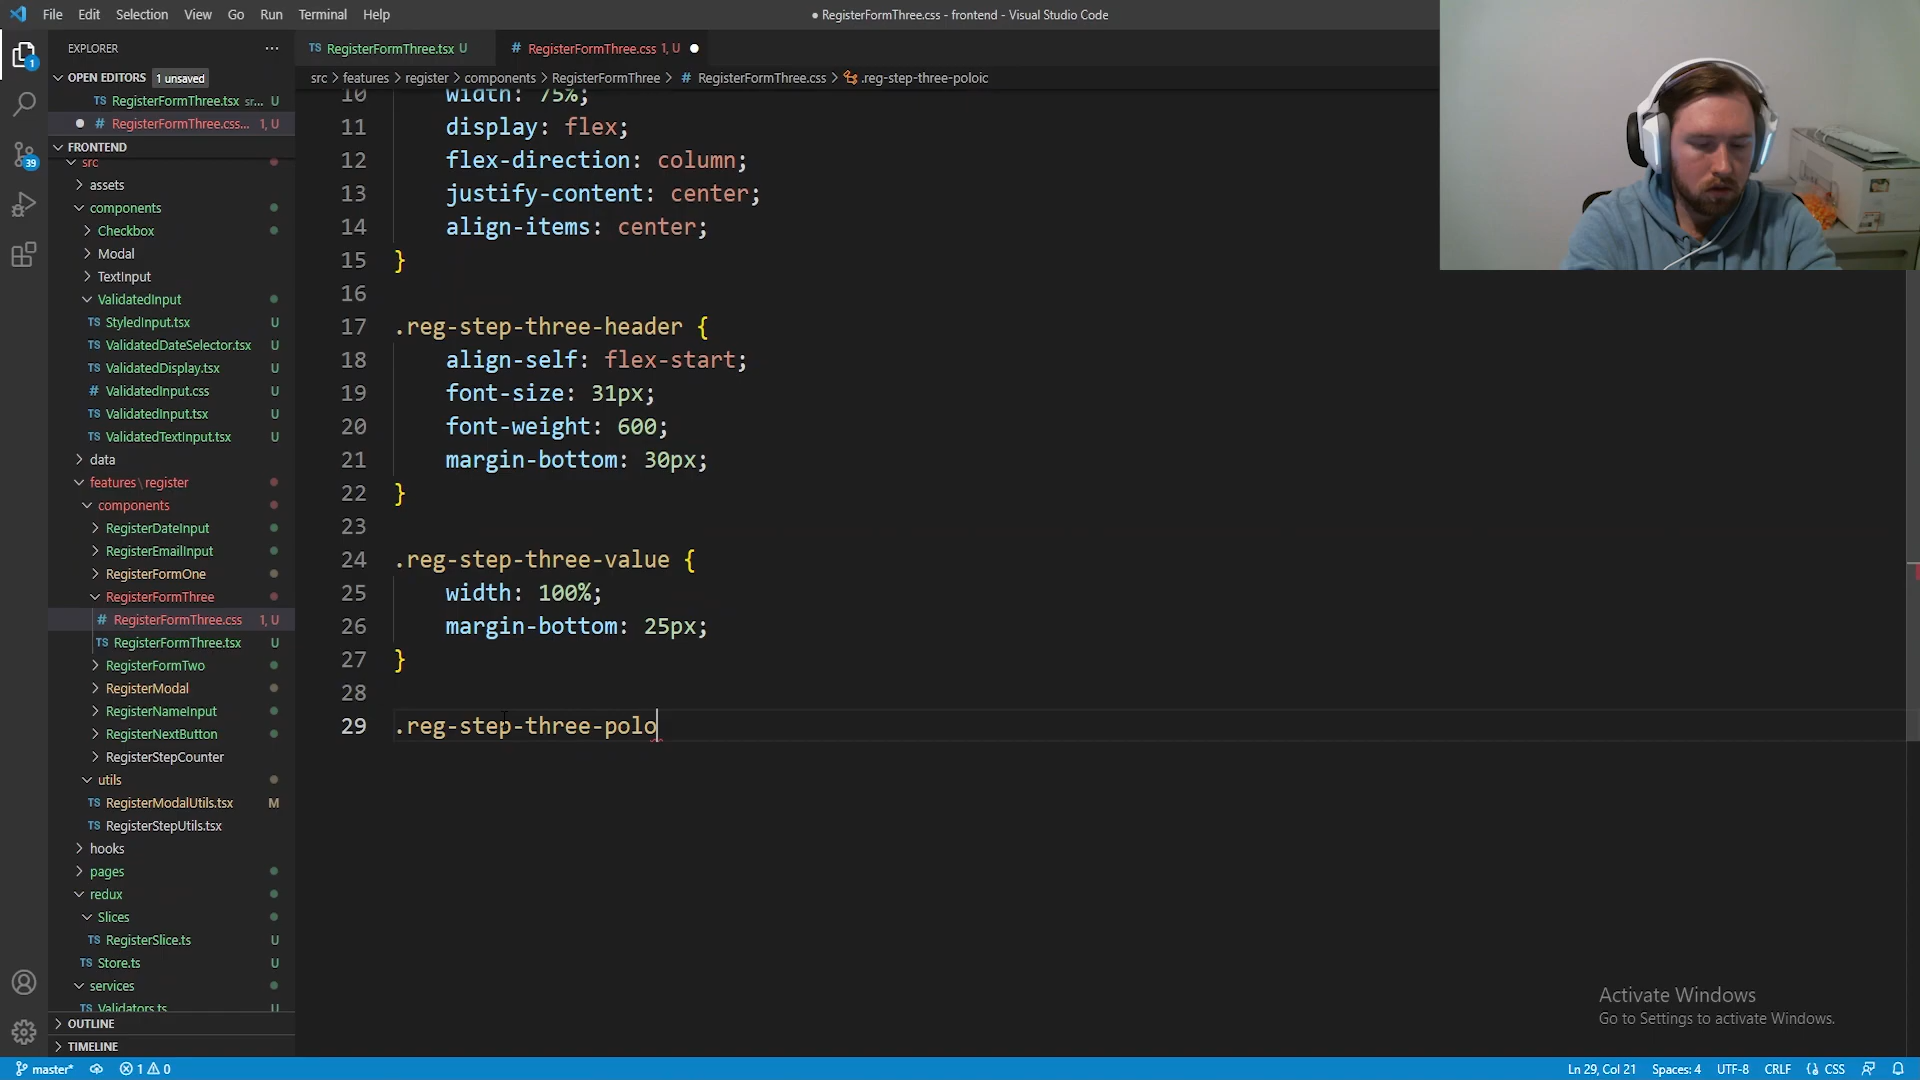 File Edit Selection View Go Run Terminal Help
● RegisterFormThree.css - frontend - Visual Studio Code
EXPLORER ...
TS RegisterFormThree.tsx U
# RegisterFormThree.css 1, U ●
OPEN EDITORS 1 unsaved
src > features > register > components > RegisterFormThree > # RegisterFormThree.css > .reg-step-three-poloic
TS RegisterFormThree.tsx sr... U
● # RegisterFormThree.css... 1, U
FRONTEND
src
assets
components
Checkbox
Modal
TextInput
ValidatedInput
TS StyledInput.tsx U
TS ValidatedDateSelector.tsx U
TS ValidatedDisplay.tsx U
# ValidatedInput.css U
TS ValidatedInput.tsx U
TS ValidatedTextInput.tsx U
data
features\register
components
RegisterDateInput
RegisterEmailInput
RegisterFormOne
RegisterFormThree
# RegisterFormThree.css 1, U
TS RegisterFormThree.tsx U
RegisterFormTwo
RegisterModal
RegisterNameInput
RegisterNextButton
RegisterStepCounter
utils
TS RegisterModalUtils.tsx M
TS RegisterStepUtils.tsx
hooks
pages
redux
Slices
TS RegisterSlice.ts U
TS Store.ts U
services
TS Validators.ts U
OUTLINE
TIMELINE
10 width: 75%;
11 display: flex;
12 flex-direction: column;
13 justify-content: center;
14 align-items: center;
15 }
16
17 .reg-step-three-header {
18 align-self: flex-start;
19 font-size: 31px;
20 font-weight: 600;
21 margin-bottom: 30px;
22 }
23
24 .reg-step-three-value {
25 width: 100%;
26 margin-bottom: 25px;
27 }
28
29 .reg-step-three-polo
1
39
Activate Windows
Go to Settings to activate Windows.
master* 1 0
Ln 29, Col 21 Spaces: 4 UTF-8 CRLF {} CSS